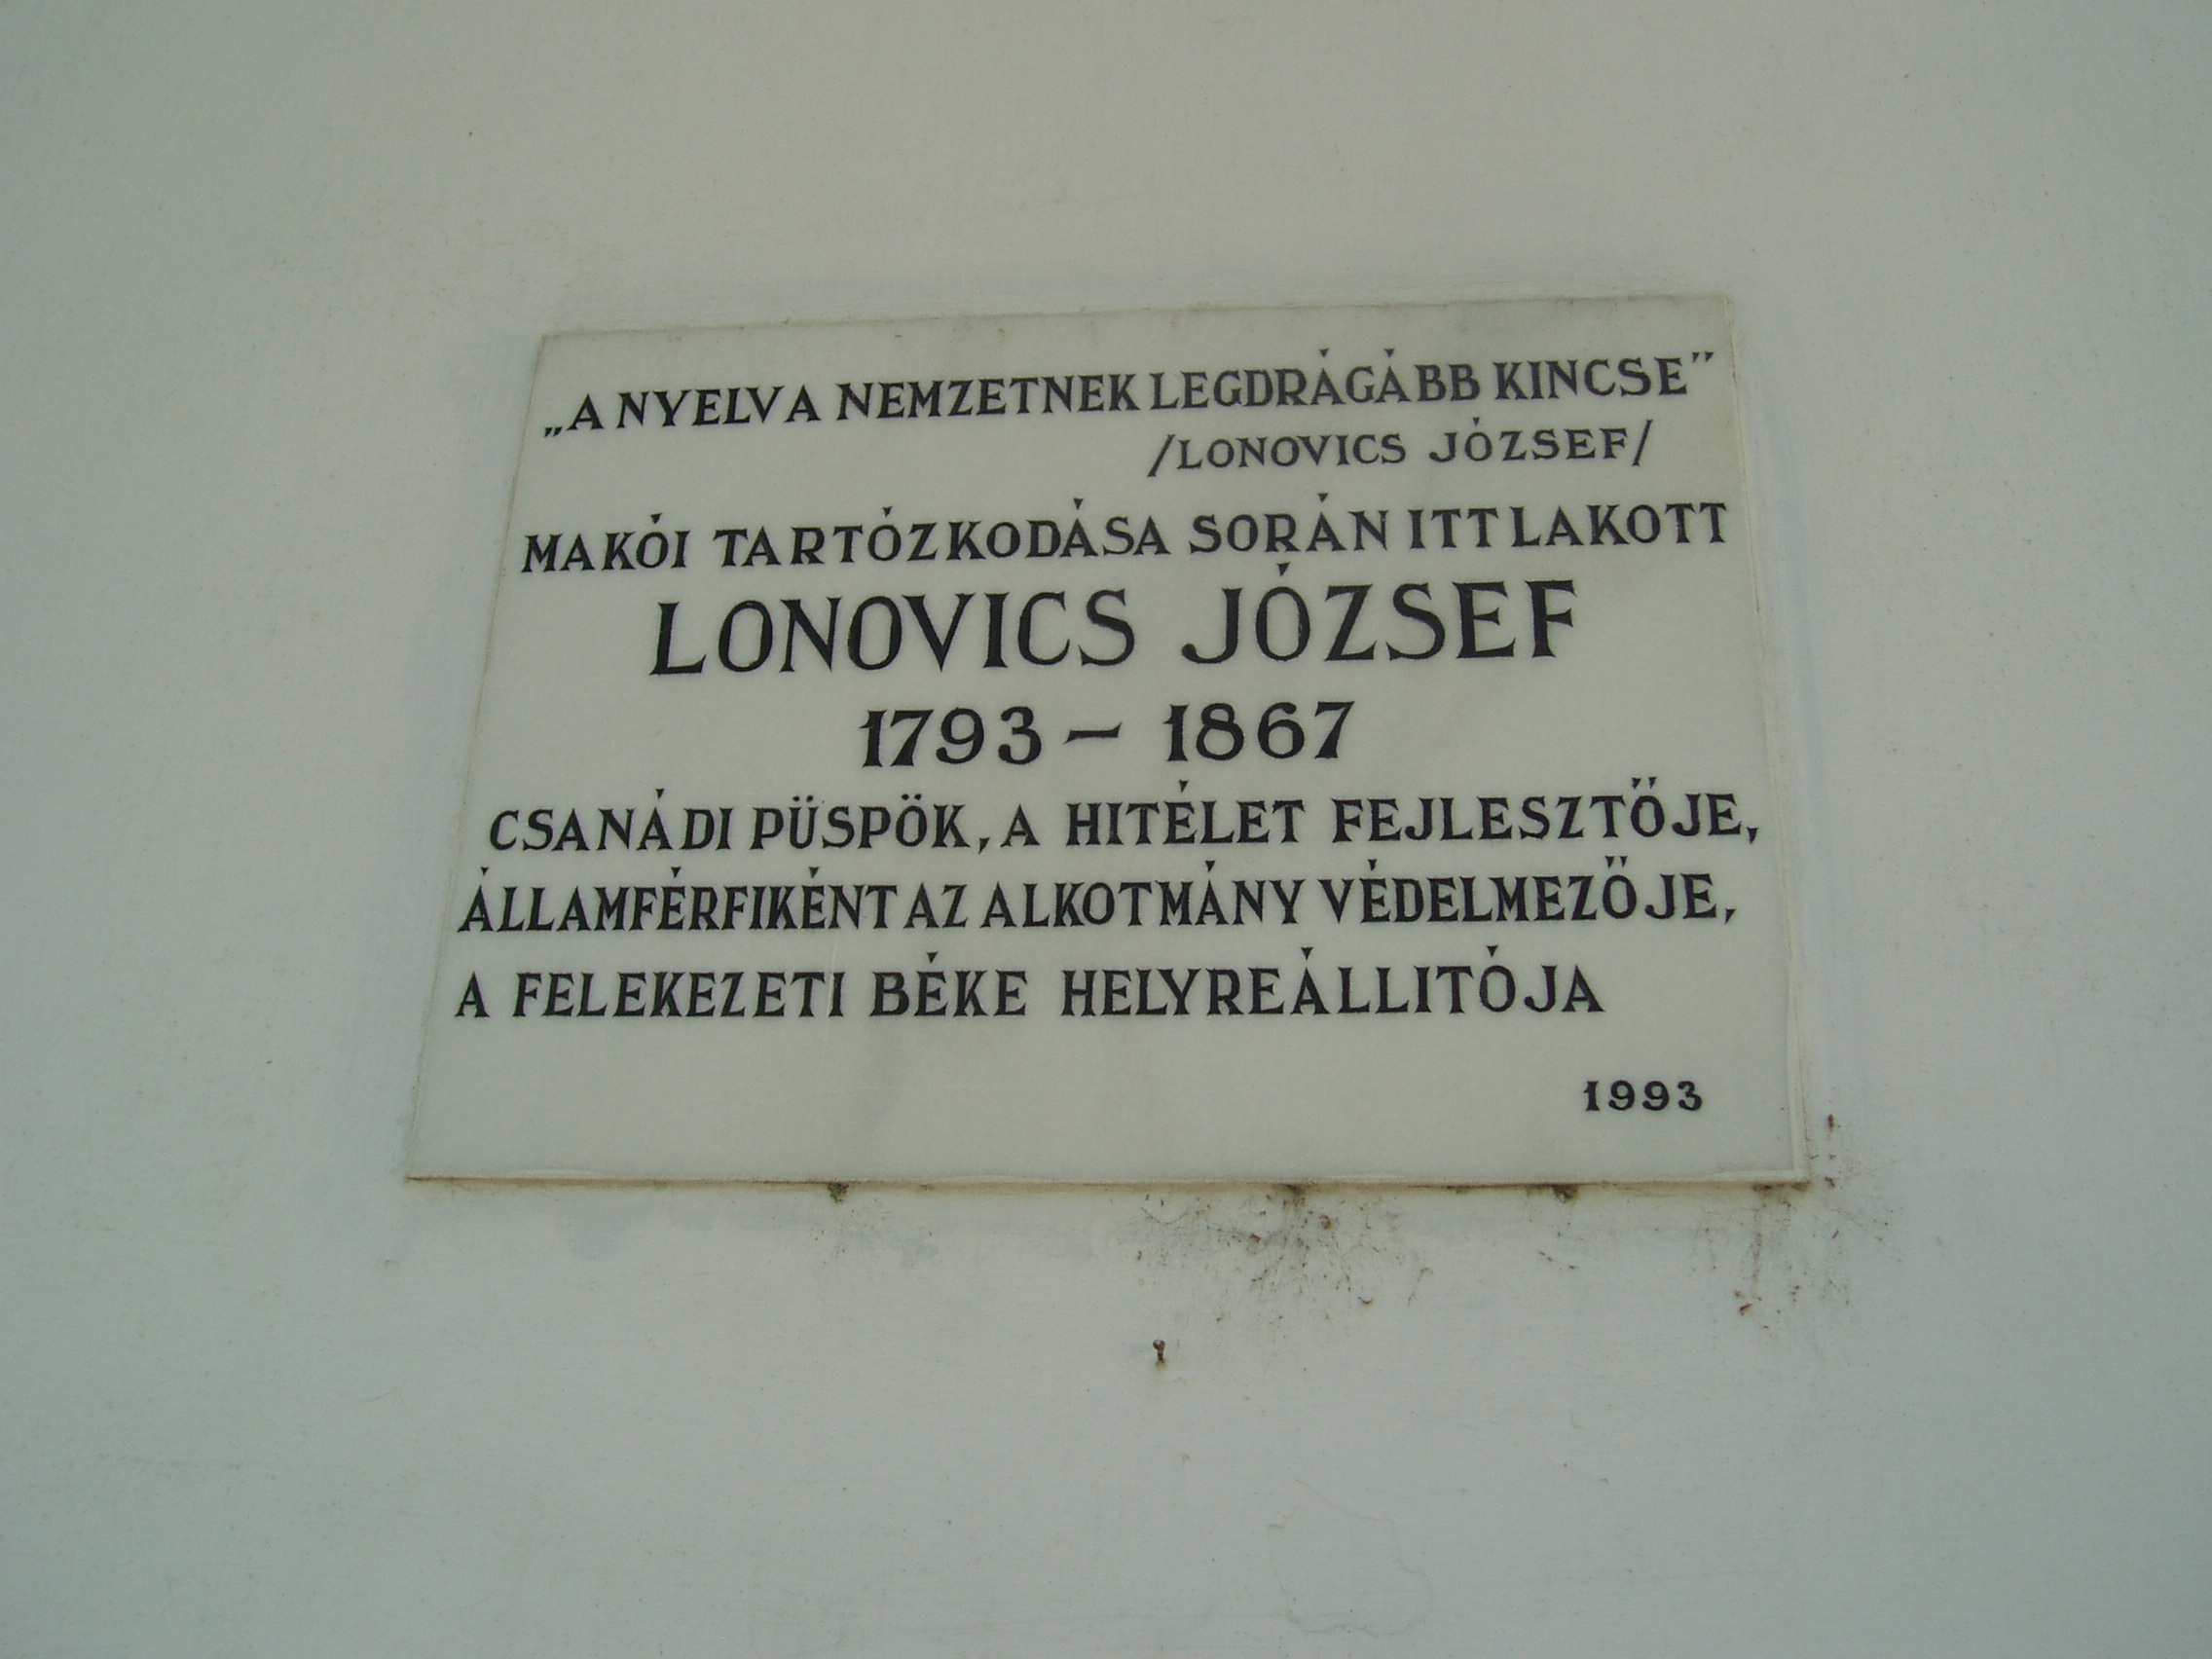 „A NYELV A NEMZETNEK LEGDRÁGÁBB KINCSE"
/LONOVICS JÓZSEF/
MAKÓI TARTÓZKODÁSA SORÁN ITT LAKOTT
LONOVICS JÓZSEF
1793 – 1867
CSANÁDI PÜSPÖK, A HITÉLET FEJLESZTŐJE,
ÁLLAMFÉRFIKÉNT AZ ALKOTMÁNY VÉDELMEZŐJE,
A FELEKEZETI BÉKE HELYREÁLLITÓJA
1993